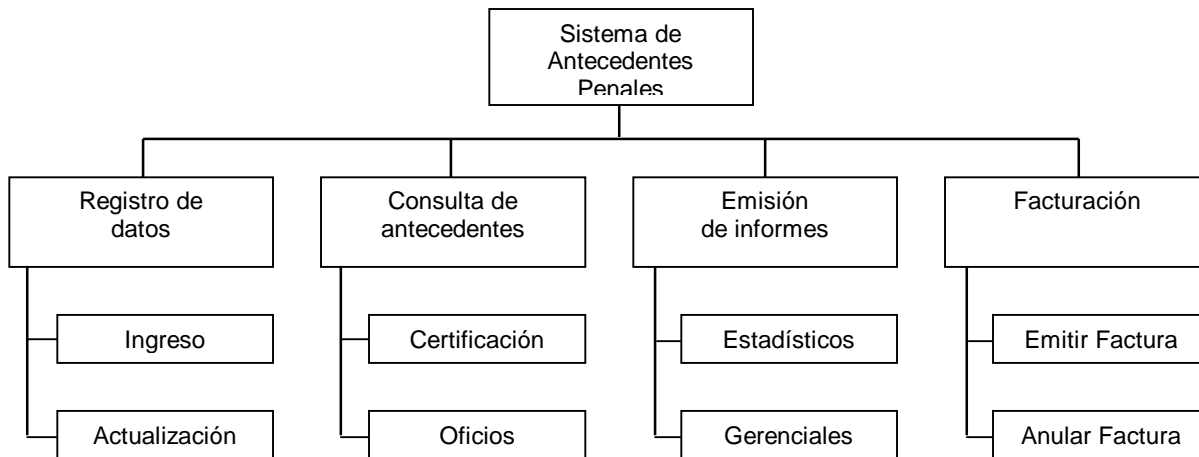 Sistema de
Antecedentes
Penales
Registro de
datos
Consulta de
antecedentes
Emisión
de informes
Facturación
Ingreso
Certificación
Estadísticos
Emitir Factura
Actualización
Oficios
Gerenciales
Anular Factura